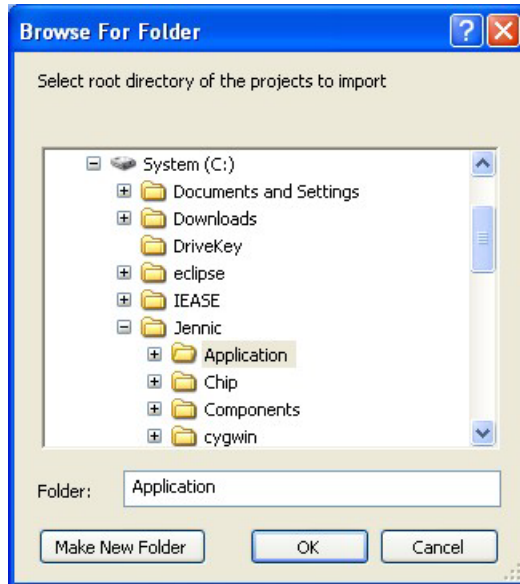 Browse For Folder
Select root directory of the projects to import
System (C:)
Documents and Settings
Downloads
DriveKey
eclipse
IEASE
Jennic
Application
Chip
Components
cygwin
Folder: Application
Make New Folder OK Cancel